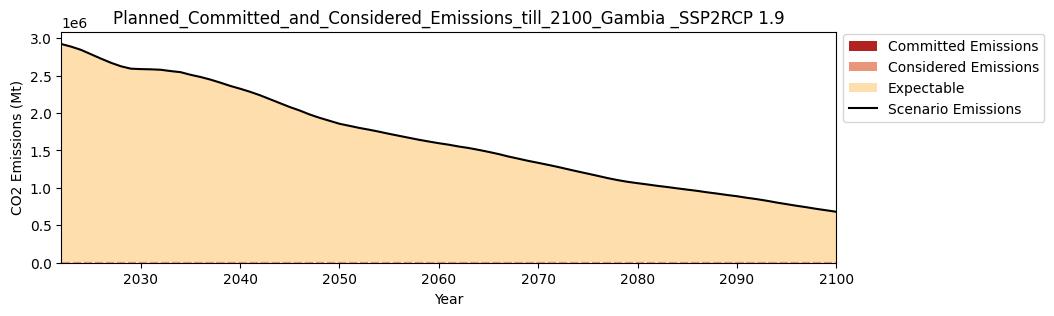 Planned_Committed_and_Considered_Emissions_till_2100_Gambia _SSP2RCP 1.9
1e6
3.0
2.5
2.0
1.5
1.0
0.5
0.0
CO2 Emissions (Mt)
2030 2040 2050 2060 2070 2080 2090 2100
Year
Committed Emissions
Considered Emissions
Expectable
Scenario Emissions